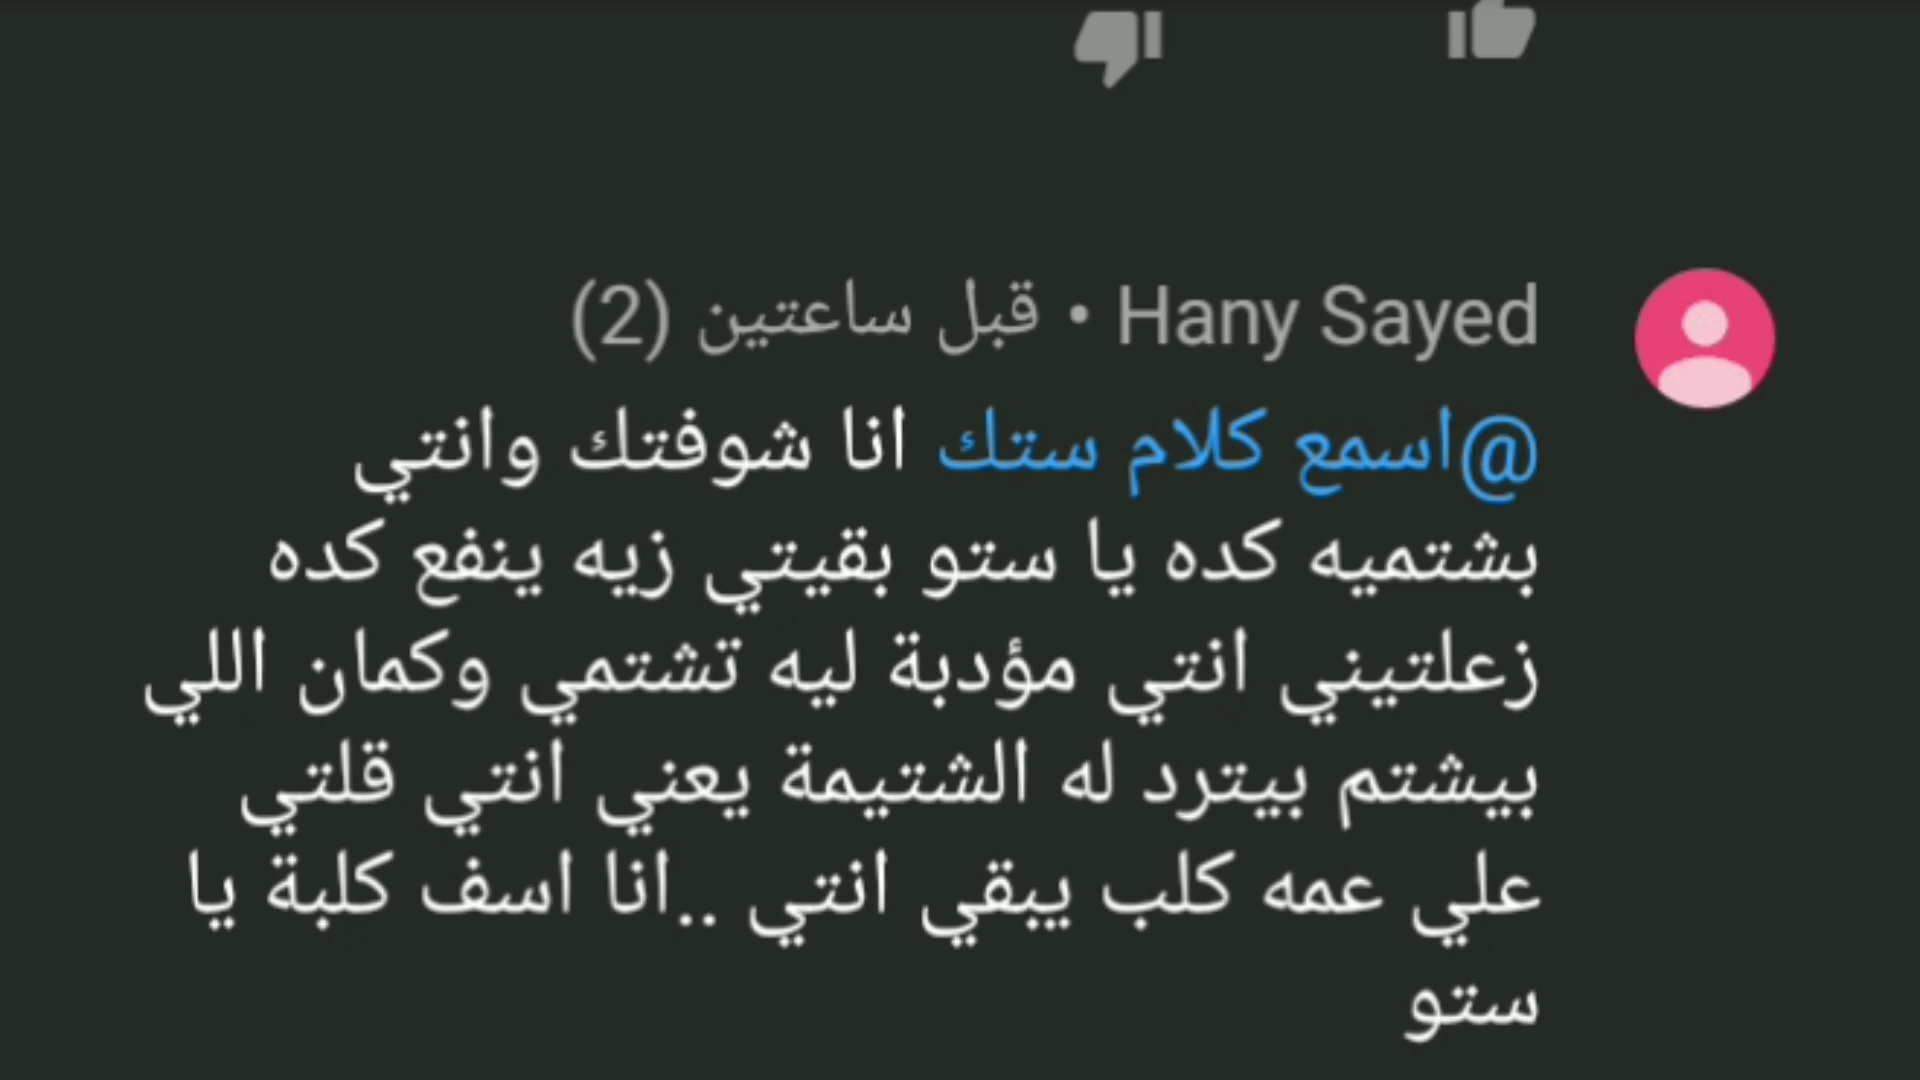 Hany Sayed • قبل ساعتين (2)
@اسمع كلام ستك انا شوفتك وانتي
بشتميه كده يا ستو بقيتي زيه ينفع كده
زعلتيني انتي مؤدبة ليه تشتمي وكمان اللي
بيشتم بيترد له الشتيمة يعني انتي قلتي
علي عمه كلب يبقي انتي ..انا اسف كلبة يا
ستو